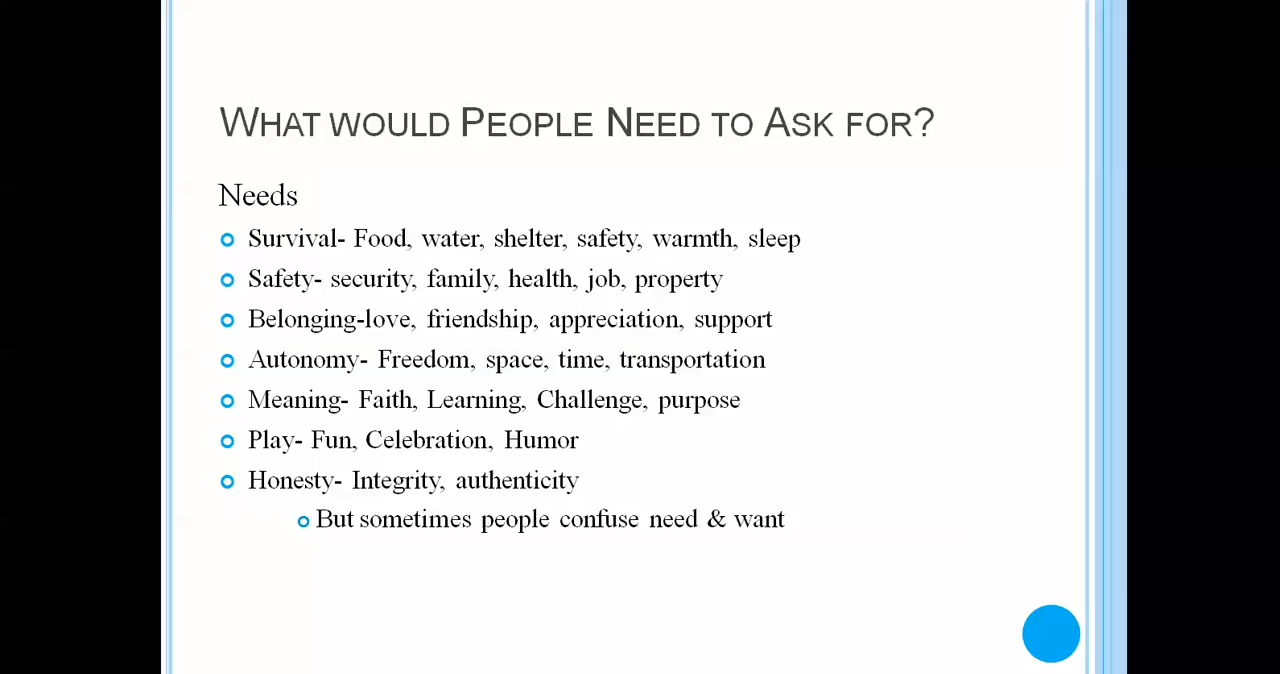 WHAT WOULD PEOPLE NEED TO ASK FOR?
Needs
Survival- Food, water, shelter, safety, warmth, sleep
Safety- security, family, health, job, property
Belonging-love, friendship, appreciation, support
Autonomy- Freedom, space, time, transportation
Meaning- Faith, Learning, Challenge, purpose
Play- Fun, Celebration, Humor
Honesty- Integrity, authenticity
But sometimes people confuse need & want